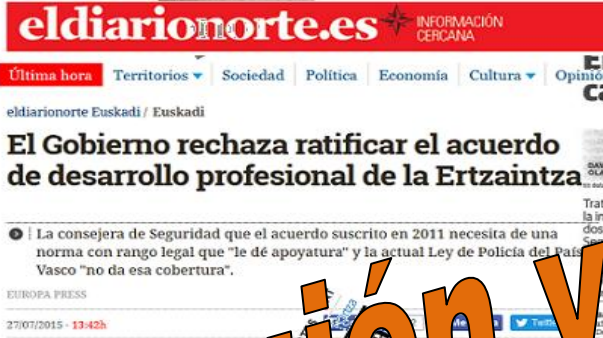 eldiarionorte.es INFORMACIÓN
CERCANA
Última hora Territorios Sociedad Política Economía Cultura Opinió
eldiarionorte Euskadi / Euskadi
El Gobierno rechaza ratificar el acuerdo
de desarrollo profesional de la Ertzaintza
La consejera de Seguridad que el acuerdo suscrito en 2011 necesita de una
norma con rango legal que "le dé apoyatura" y la actual Ley de Policía del País
Vasco "no da esa cobertura".
EUROPA PRESS
27/07/2015 - 13:42h
ión y